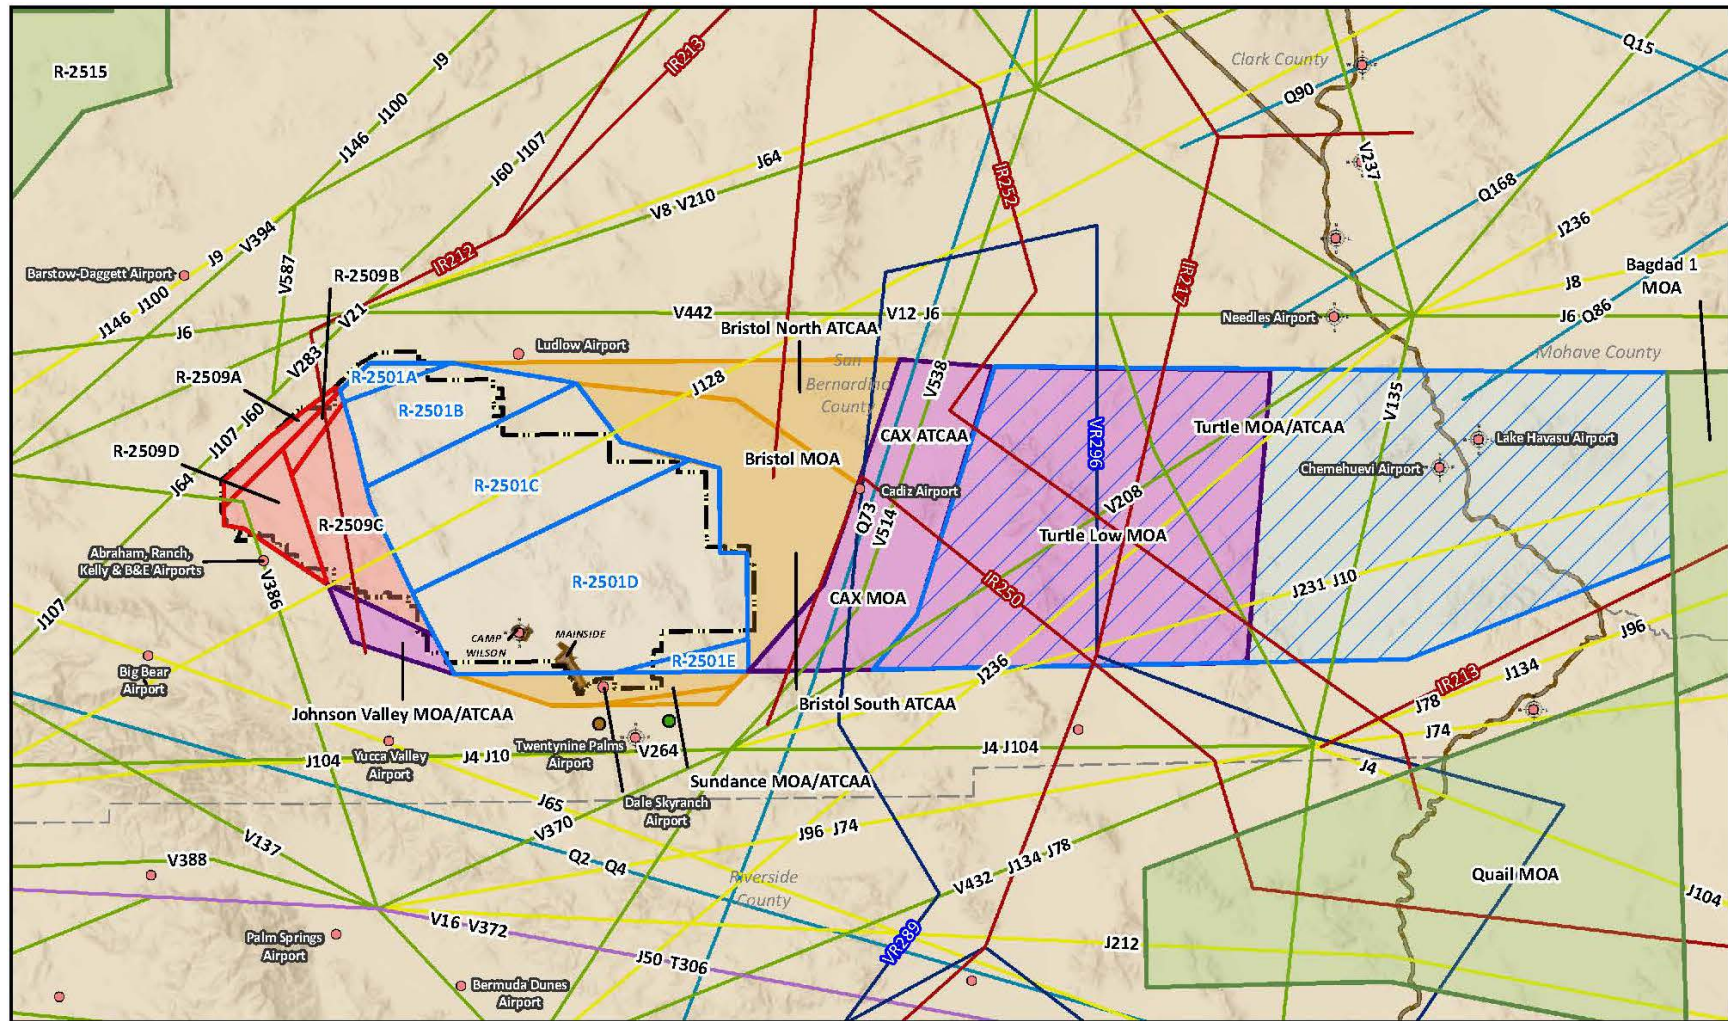 R-2515
J9
J100
J146
IR213
Clark County
Q15
Q90
V237
J60 J107
J64
V8 V210
IR252
Q168
J236
V394
J9
IR212
IR217
Barstow-Daggett Airport
V587
R-2509B
Bagdad 1
MOA
J8
J146 J100
J6
V21
V442
V12 J6
Needles Airport
J6 Q86
Bristol North ATCAA
Ludlow Airport
San
Bernardino
County
Mohave County
V283
R-2509A
R-2501A
J128
V538
V135
R-2501B
J107 J60
CAX ATCAA
VR296
Turtle MOA/ATCAA
Lake Havasu Airport
R-2509D
Bristol MOA
Chemehuevi Airport
J64
R-2501C
Cadiz Airport
V208
R-2509C
Q73
V514
Turtle Low MOA
Abraham, Ranch,
Kelly & B&E Airports
V386
R-2501D
CAX MOA
IR250
J231 J10
J107
CAMP
WILSON
MAINSIDE
J96
R-2501E
J236
Big Bear
Airport
IR213
J134
J78
Johnson Valley MOA/ATCAA
Bristol South ATCAA
J74
J104
Yucca Valley
Airport
J4 J10
Twentynine Palms
Airport
V264
J4 J104
J4
Sundance MOA/ATCAA
J65
Dale Skyranch
Airport
V137
V370
J96 J74
V388
Q2 Q4
J134 J78
V432
Riverside
County
Quail MOA
J104
V16 V372
VR289
J212
Palm Springs
Airport
J50 T306
Bermuda Dunes
Airport